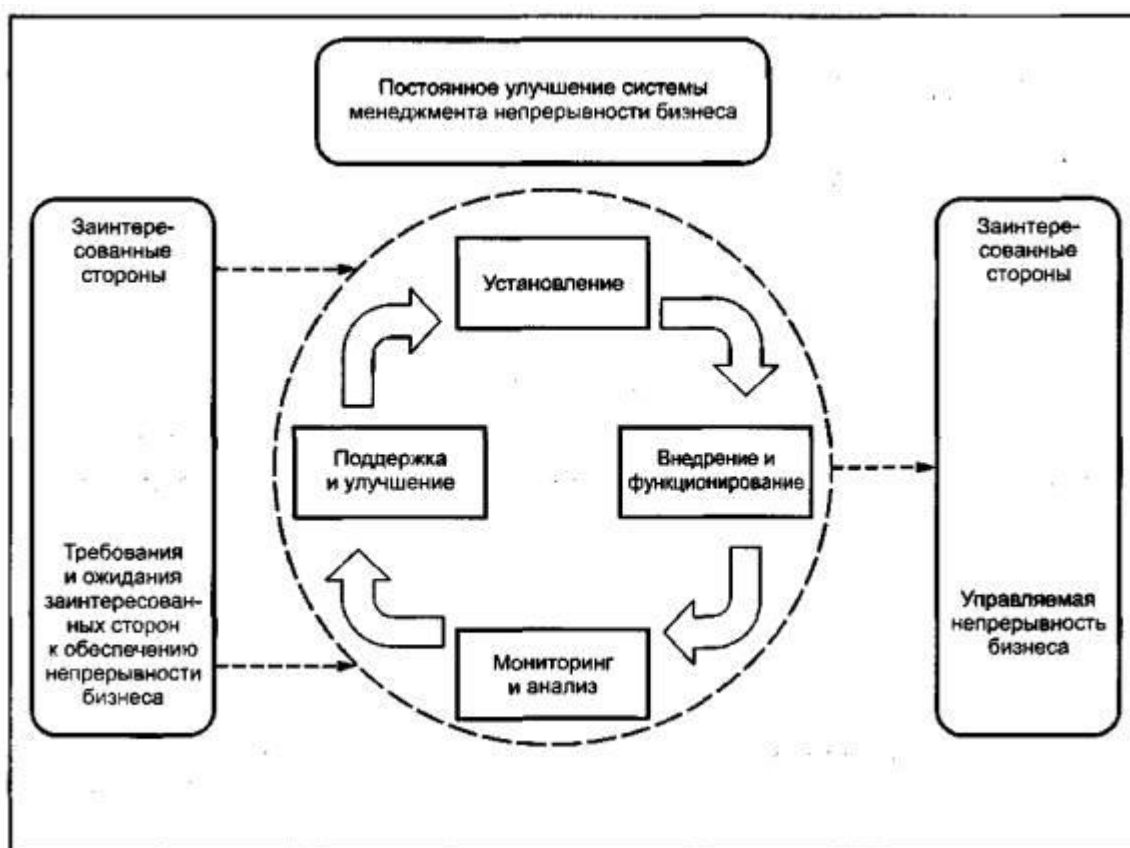 Постоянное улучшение системы
менеджмента непрерывности бизнеса
Заинтере-
сованные
стороны
Требования
и ожидания
заинтересован-
ных сторон
к обеспечению
непрерывности
бизнеса
Установление
Поддержка
и улучшение
Внедрение и
функционирование
Мониторинг
и анализ
Заинтере-
сованные
стороны
Управляемая
непрерывность
бизнеса